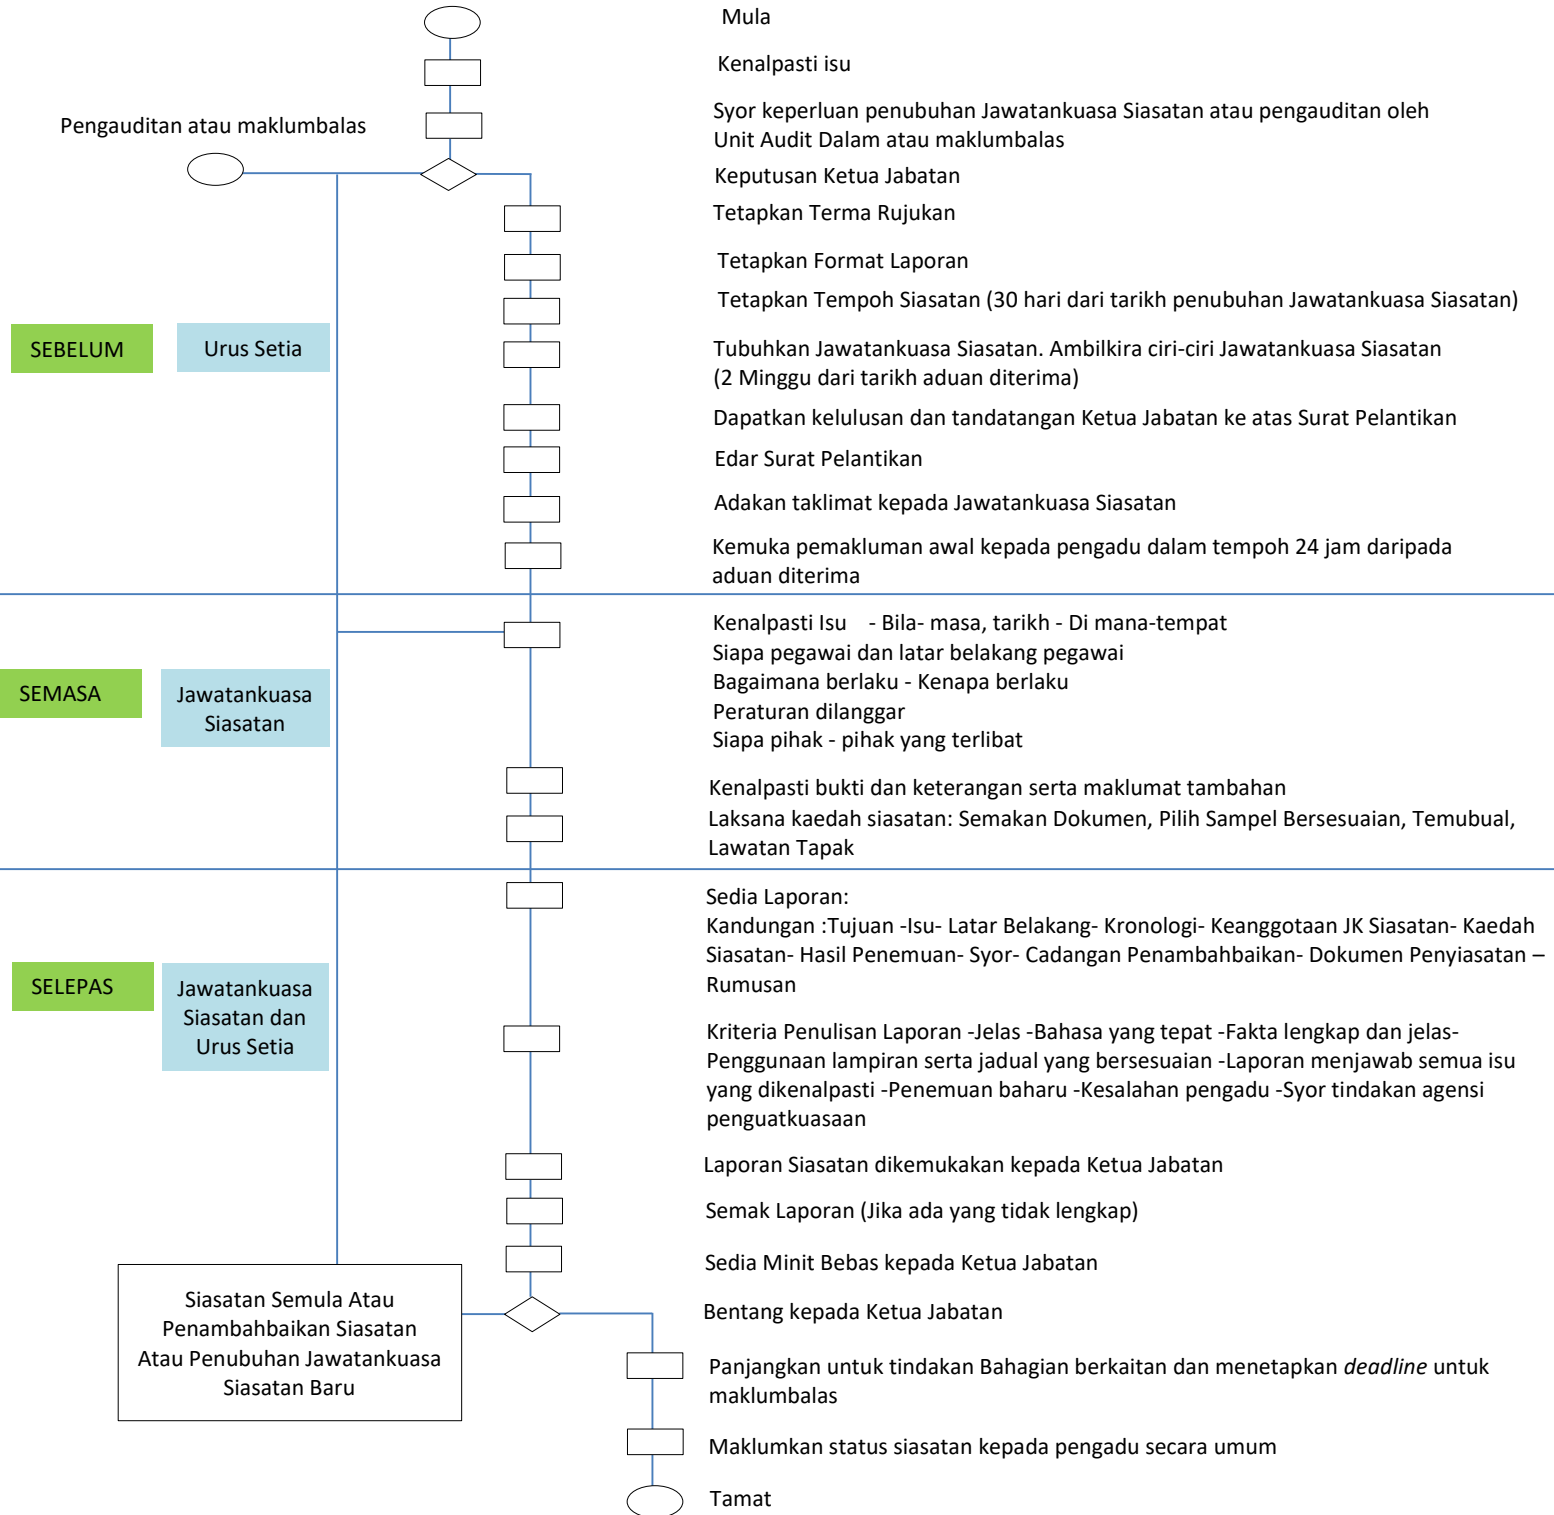 Mula
Kenalpasti isu
Syor keperluan penubuhan Jawatankuasa Siasatan atau pengauditan oleh
Unit Audit Dalam atau maklumbalas
Pengauditan atau maklumbalas
Keputusan Ketua Jabatan
Tetapkan Terma Rujukan
Tetapkan Format Laporan
Tetapkan Tempoh Siasatan (30 hari dari tarikh penubuhan Jawatankuasa Siasatan)
SEBELUM
Urus Setia
Tubuhkan Jawatankuasa Siasatan. Ambilkira ciri-ciri Jawatankuasa Siasatan
(2 Minggu dari tarikh aduan diterima)
Dapatkan kelulusan dan tandatangan Ketua Jabatan ke atas Surat Pelantikan
Edar Surat Pelantikan
Adakan taklimat kepada Jawatankuasa Siasatan
Kemuka pemakluman awal kepada pengadu dalam tempoh 24 jam daripada
aduan diterima
Kenalpasti Isu - Bila- masa, tarikh - Di mana-tempat
Siapa pegawai dan latar belakang pegawai
Bagaimana berlaku - Kenapa berlaku
Peraturan dilanggar
Siapa pihak - pihak yang terlibat
SEMASA
Jawatankuasa
Siasatan
Kenalpasti bukti dan keterangan serta maklumat tambahan
Laksana kaedah siasatan: Semakan Dokumen, Pilih Sampel Bersesuaian, Temubual,
Lawatan Tapak
Sedia Laporan:
Kandungan :Tujuan -Isu- Latar Belakang- Kronologi- Keanggotaan JK Siasatan- Kaedah
Siasatan- Hasil Penemuan- Syor- Cadangan Penambahbaikan- Dokumen Penyiasatan –
Rumusan
SELEPAS
Jawatankuasa
Siasatan dan
Urus Setia
Kriteria Penulisan Laporan -Jelas -Bahasa yang tepat -Fakta lengkap dan jelas-
Penggunaan lampiran serta jadual yang bersesuaian -Laporan menjawab semua isu
yang dikenalpasti -Penemuan baharu -Kesalahan pengadu -Syor tindakan agensi
penguatkuasaan
Laporan Siasatan dikemukakan kepada Ketua Jabatan
Semak Laporan (Jika ada yang tidak lengkap)
Sedia Minit Bebas kepada Ketua Jabatan
Siasatan Semula Atau
Penambahbaikan Siasatan
Atau Penubuhan Jawatankuasa
Siasatan Baru
Bentang kepada Ketua Jabatan
Panjangkan untuk tindakan Bahagian berkaitan dan menetapkan deadline untuk
maklumbalas
Maklumkan status siasatan kepada pengadu secara umum
Tamat